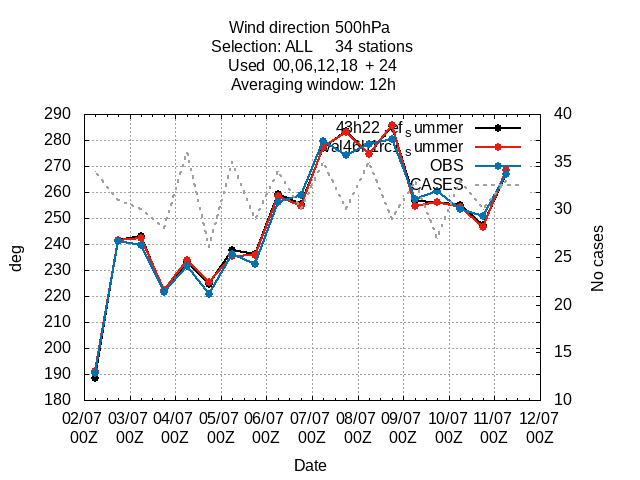 Wind direction 500hPa
Selection: ALL 34 stations
Used 00,06,12,18 + 24
Averaging window: 12h
290 280 270 260 250 240 230 220 210 200 190 180
deg
40 35 30 25 20 15 10
No cases
ummer
ummer
OBS
CASES
02/07 03/07 04/07 05/07 06/07 07/07 08/07 09/07 10/07 11/07 12/07
00Z 00Z 00Z 00Z 00Z 00Z 00Z 00Z 00Z 00Z 00Z
Date